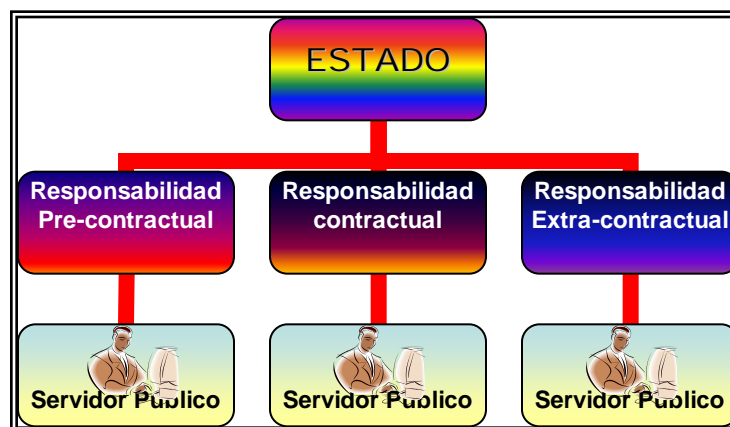 ESTADO
Responsabilidad
Pre-contractual
Responsabilidad
contractual
Responsabilidad
Extra-contractual
Servidor Público
Servidor Público
Servidor Público